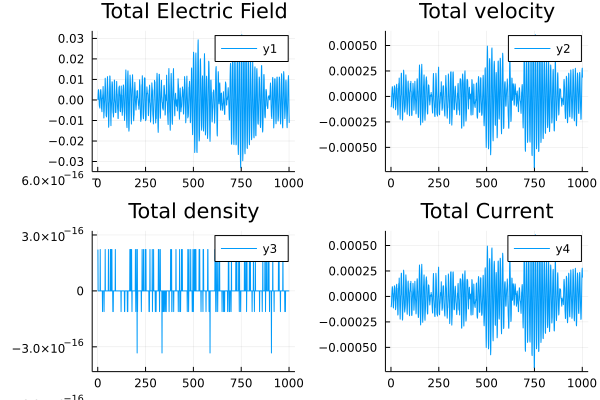 Total Electric Field
0.03
0.02
0.01
0.00
−0.01
−0.02
−0.03
y1
0 250 500 750 1000
Total velocity
0.00050
0.00025
0.00000
−0.00025
−0.00050
y2
0 250 500 750 1000
6.0×10⁻¹⁶
Total density
3.0×10⁻¹⁶
0
−3.0×10⁻¹⁶
y3
0 250 500 750 1000
Total Current
0.00050
0.00025
0.00000
−0.00025
−0.00050
y4
0 250 500 750 1000